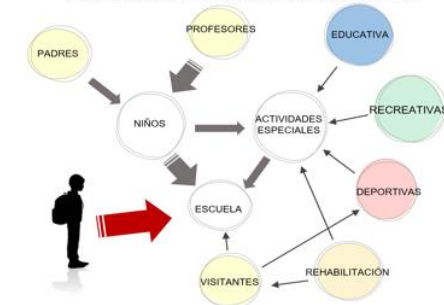 PROFESORES
EDUCATIVA
PADRES
RECREATIVAS
NIÑOS
ACTIVIDADES
ESPECIALES
DEPORTIVAS
ESCUELA
REHABILITACIÓN
VISITANTES